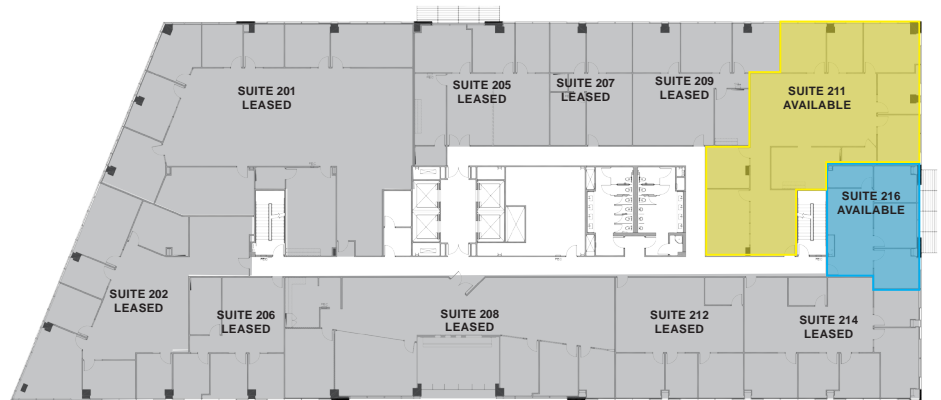 SUITE 201
LEASED
SUITE 205
LEASED
SUITE 207
LEASED
SUITE 209
LEASED
SUITE 211
AVAILABLE
SUITE 216
AVAILABLE
SUITE 202
LEASED
SUITE 206
LEASED
SUITE 208
LEASED
SUITE 212
LEASED
SUITE 214
LEASED